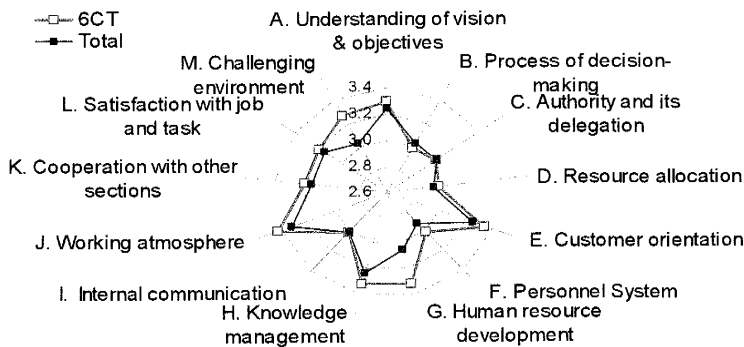 6CT
Total
A. Understanding of vision
& objectives
B. Process of decision-
making
C. Authority and its
delegation
D. Resource allocation
E. Customer orientation
F. Personnel System
G. Human resource
development
H. Knowledge
management
I. Internal communication
J. Working atmosphere
K. Cooperation with other
sections
L. Satisfaction with job
and task
M. Challenging
environment
3.4
3.2
3.0
2.8
2.6